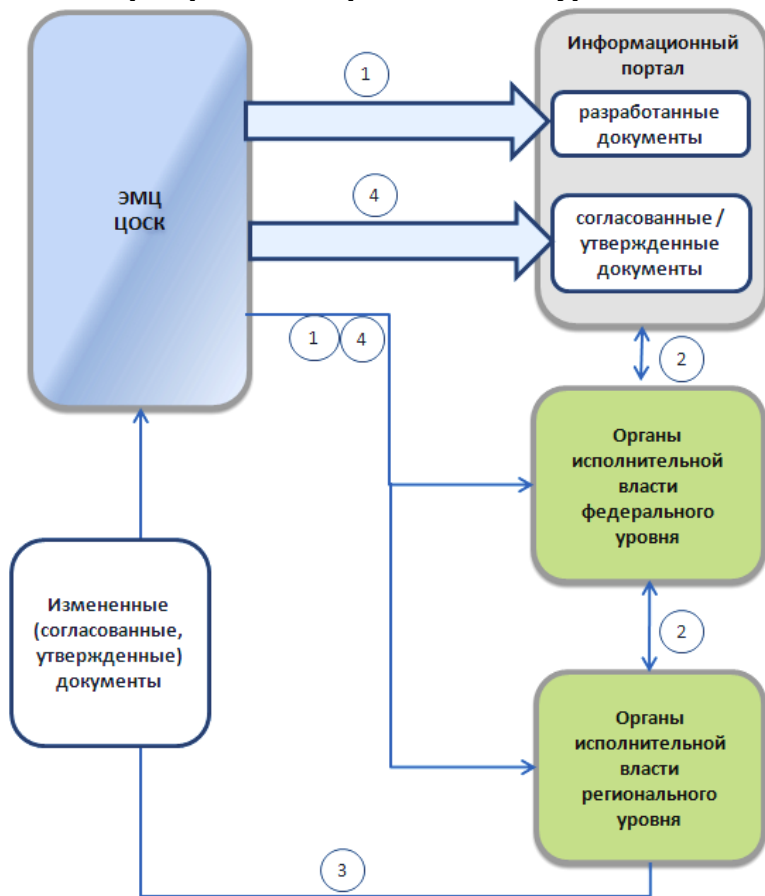 Информационный
портал
1
разработанные
документы
4
ЭМЦ
ЦОСК
согласованные /
утвержденные
документы
1 4
2
Органы
исполнительной
власти
федерального
уровня
Измененные
(согласованные,
утвержденные)
документы
2
Органы
исполнительной
власти
регионального
уровня
3